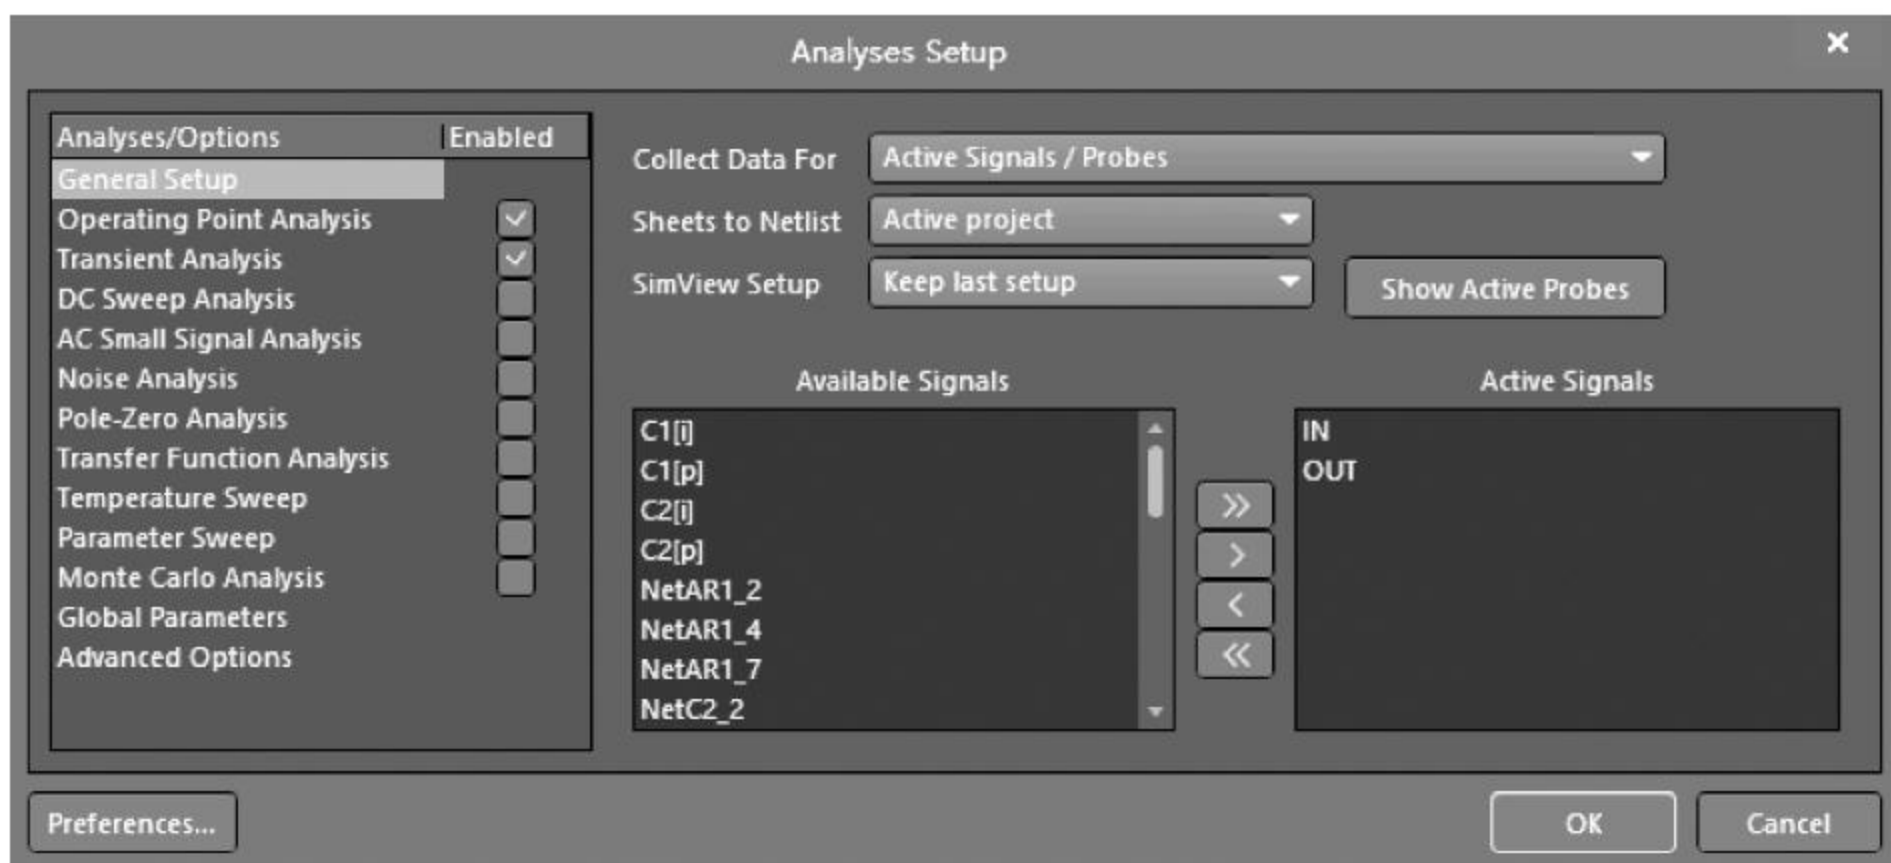 Analyses Setup
Analyses/Options Enabled
General Setup
Operating Point Analysis
Transient Analysis
DC Sweep Analysis
AC Small Signal Analysis
Noise Analysis
Pole-Zero Analysis
Transfer Function Analysis
Temperature Sweep
Parameter Sweep
Monte Carlo Analysis
Global Parameters
Advanced Options
Collect Data For Active Signals / Probes
Sheets to Netlist Active project
SimView Setup Keep last setup Show Active Probes
Available Signals
C1[i]
C1[p]
C2[i]
C2[p]
NetAR1_2
NetAR1_4
NetAR1_7
NetC2_2
>>
>
<
<<
Active Signals
IN
OUT
Preferences...
OK
Cancel